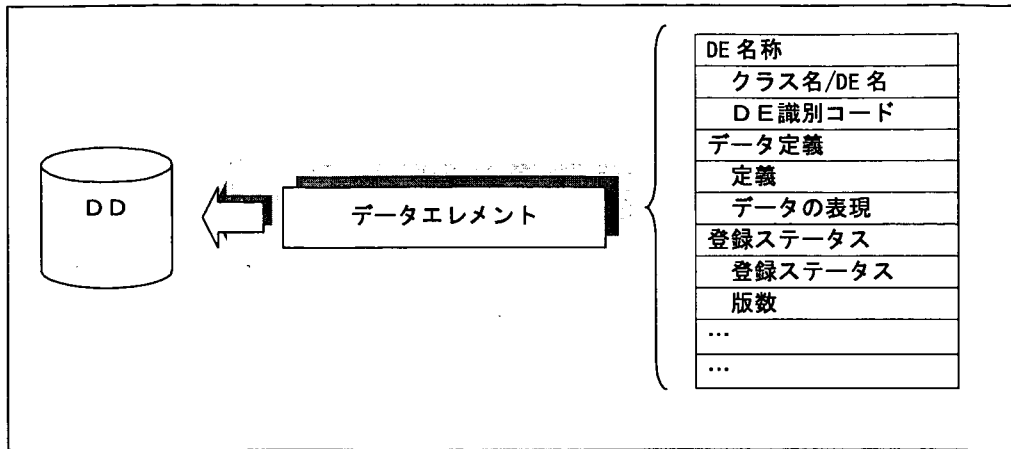 DD
データエレメント
DE名称
クラス名/DE名
DE識別コード
データ定義
定義
データの表現
登録ステータス
登録ステータス
版数
…
…